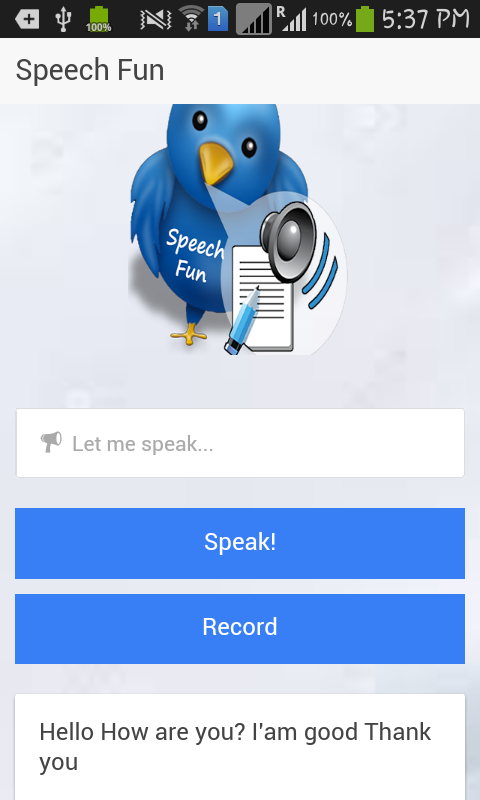 100% 1 R 100% 5:37 PM
Speech Fun
Speech
Fun
Let me speak...
Speak!
Record
Hello How are you? I'am good Thank
you